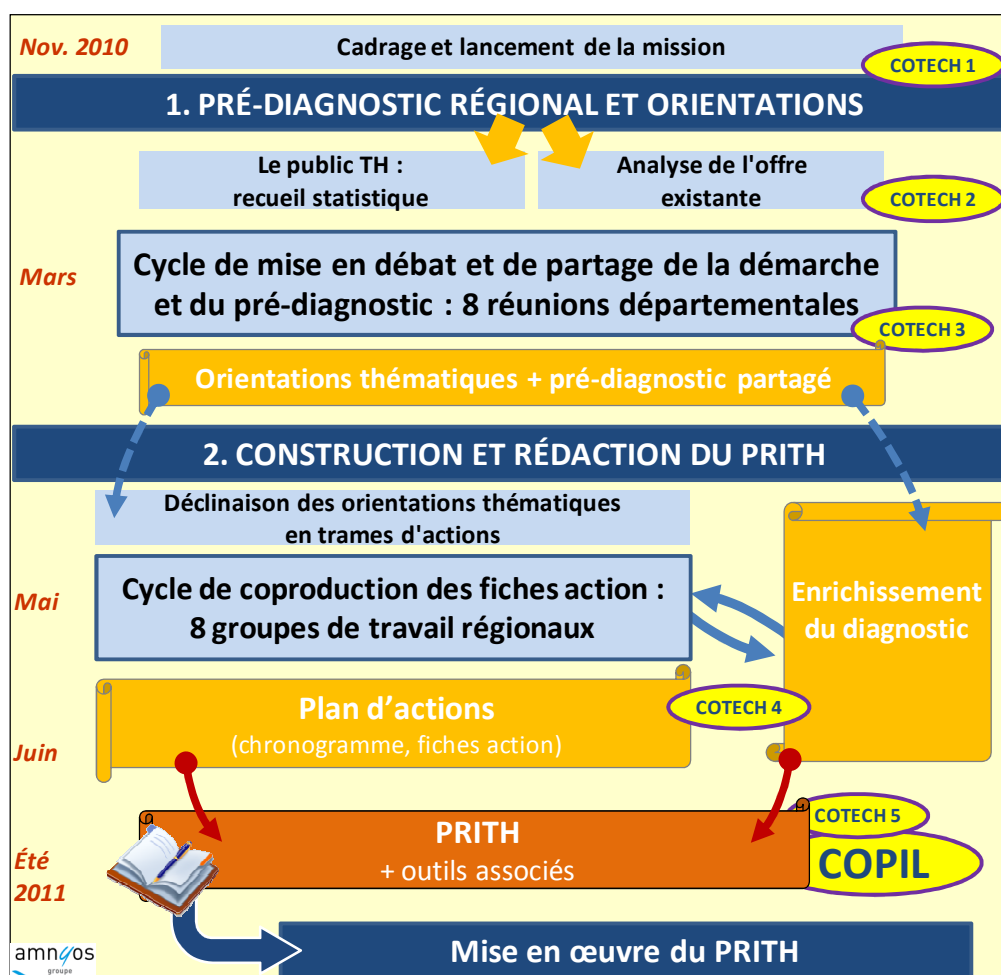 Nov. 2010
Cadrage et lancement de la mission
COTECH 1
1. PRÉ-DIAGNOSTIC RÉGIONAL ET ORIENTATIONS
Le public TH :
recueil statistique
Analyse de l'offre
existante
COTECH 2
Mars
Cycle de mise en débat et de partage de la démarche
et du pré-diagnostic : 8 réunions départementales
COTECH 3
Orientations thématiques + pré-diagnostic partagé
2. CONSTRUCTION ET RÉDACTION DU PRITH
Déclinaison des orientations thématiques
en trames d'actions
Mai
Cycle de coproduction des fiches action :
8 groupes de travail régionaux
Enrichissement
du diagnostic
Plan d’actions
(chronogramme, fiches action)
COTECH 4
Juin
PRITH
+ outils associés
COTECH 5
COPIL
Été
2011
Mise en œuvre du PRITH
amnyos
groupe